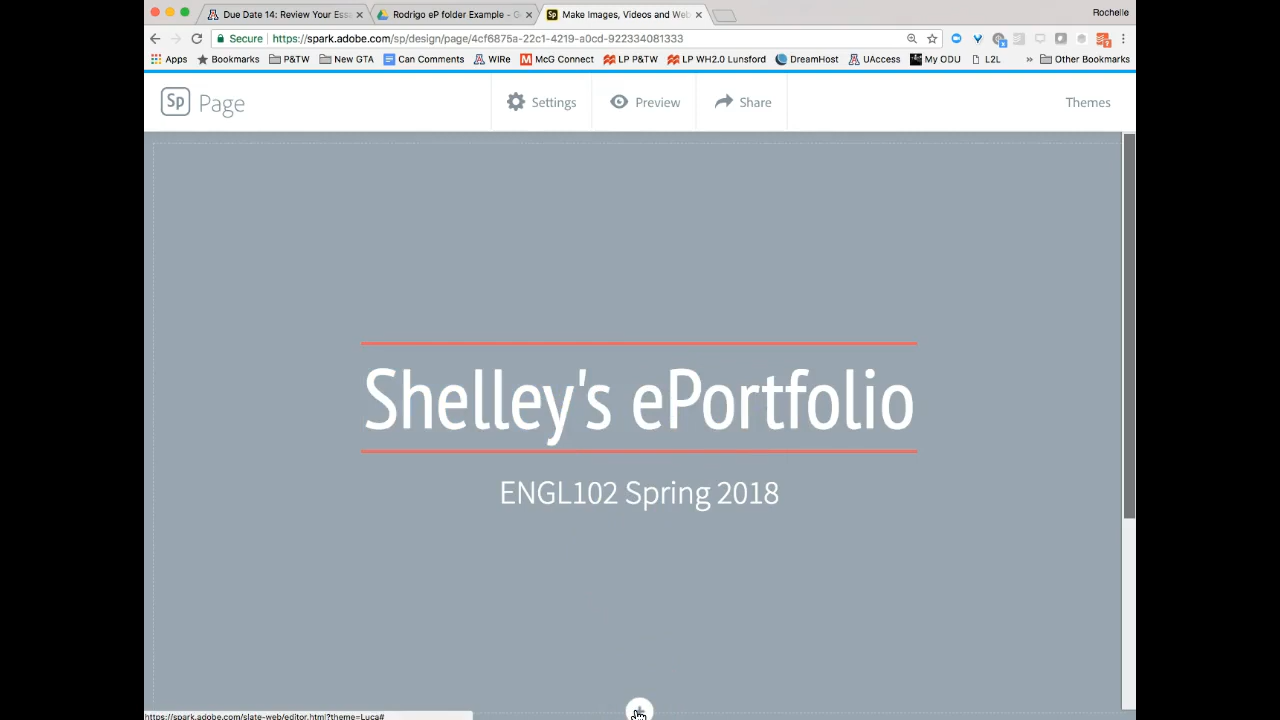 Due Date 14: Review Your Ess
Rodrigo eP folder Example - G
Make Images, Videos and Web
Rochelle
Secure
https://spark.adobe.com/sp/design/page/4cf6875a-22c1-4219-a0cd-922334081333
Apps
Bookmarks
P&TW
New GTA
Can Comments
WIRe
McG Connect
LP P&TW
LP WH2.0 Lunsford
DreamHost
UAccess
My ODU
L2L
»
Other Bookmarks
Sp Page
Settings
Preview
Share
Themes
Shelley's ePortfolio
ENGL102 Spring 2018
https://spark.adobe.com/slate-web/editor.html?theme=Luca#